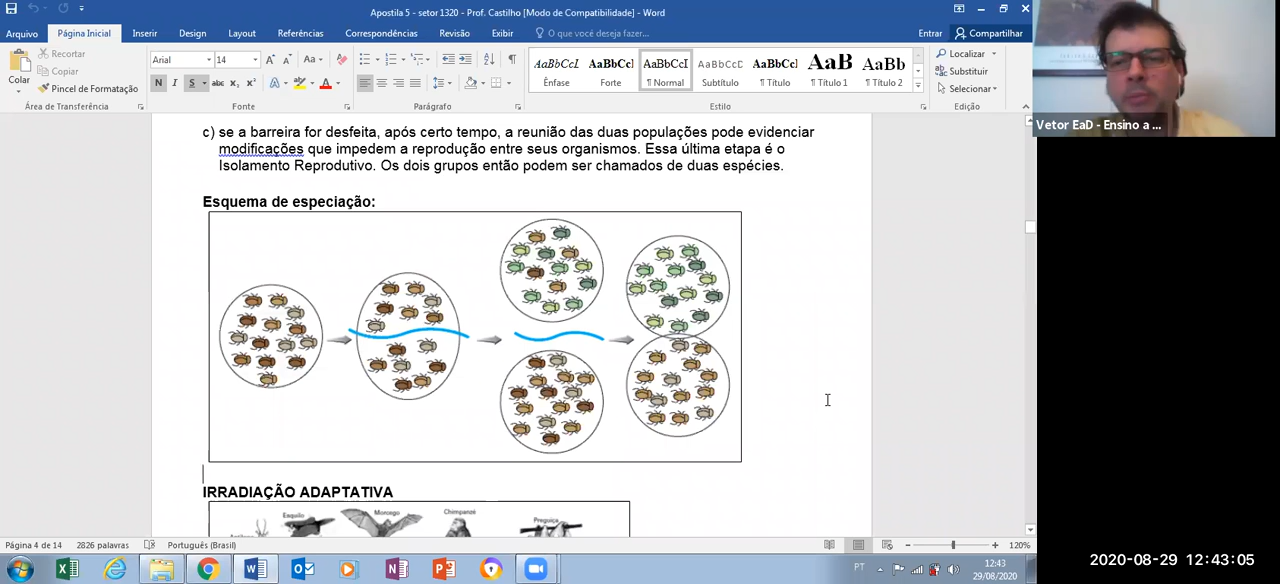 Apostila 5 - setor 1320 - Prof. Castilho [Modo de Compatibilidade] - Word
Arquivo Página Inicial Inserir Design Layout Referências Correspondências Revisão Exibir O que você deseja fazer... Entrar Compartilhar
Colar
Recortar
Copiar
Pincel de Formatação
Área de Transferência
Arial 14
N I S abc x₂ x²
Fonte
Parágrafo
AaBbCcI AaBbCc AaBbCcI AaBbCcC AaBbCc AaB AaBb
Ênfase Forte ¶ Normal Subtítulo ¶ Título ¶ Título 1 ¶ Título 2
Estilo
Localizar
Substituir
Selecionar
Edição
Vetor EaD - Ensino a ...
c) se a barreira for desfeita, após certo tempo, a reunião das duas populações pode evidenciar
modificações que impedem a reprodução entre seus organismos. Essa última etapa é o
Isolamento Reprodutivo. Os dois grupos então podem ser chamados de duas espécies.
Esquema de especiação:
IRRADIAÇÃO ADAPTATIVA
Esquilo Morcego Chimpanzé Preguiça
Página 4 de 14 2826 palavras Português (Brasil) 120%
PT 12:43
29/08/2020
2020-08-29 12:43:05